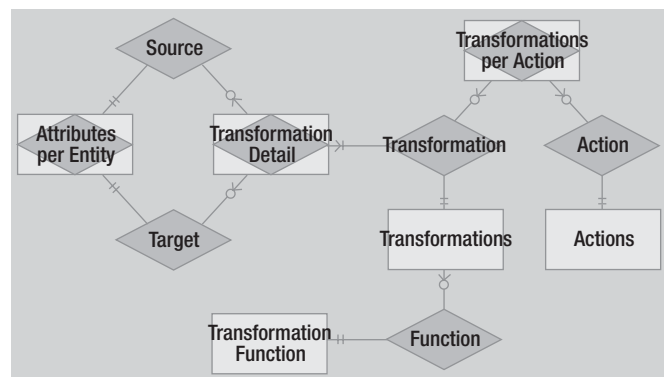 Source
Transformations
per Action
Attributes
per Entity
Transformation
Detail
Transformation
Action
Target
Transformations
Actions
Transformation
Function
Function